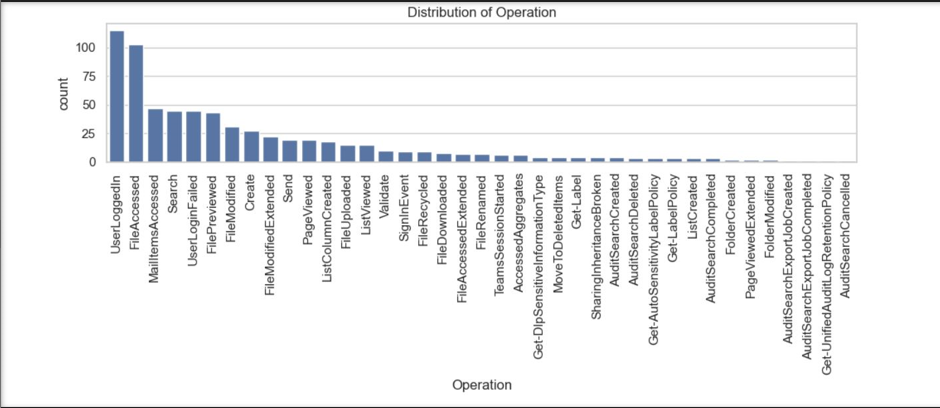 Distribution of Operation
100
75
50
25
0
count
UserLoggedIn
FileAccessed
MailItemsAccessed
Search
UserLoginFailed
FilePreviewed
FileModified
Create
FileModifiedExtended
Send
PageViewed
ListColumnCreated
FileUploaded
ListViewed
Validate
SignInEvent
FileRecycled
FileDownloaded
FileAccessedExtended
FileRenamed
TeamsSessionStarted
AccessedAggregates
Get-DlpSensitiveInformationType
MoveToDeletedItems
Get-Label
SharingInheritanceBroken
AuditSearchCreated
AuditSearchDeleted
Get-AutoSensitivityLabelPolicy
Get-LabelPolicy
ListCreated
AuditSearchCompleted
FolderCreated
PageViewedExtended
FolderModified
AuditSearchExportJobCreated
AuditSearchExportJobCompleted
Get-UnifiedAuditLogRetentionPolicy
AuditSearchCancelled
Operation